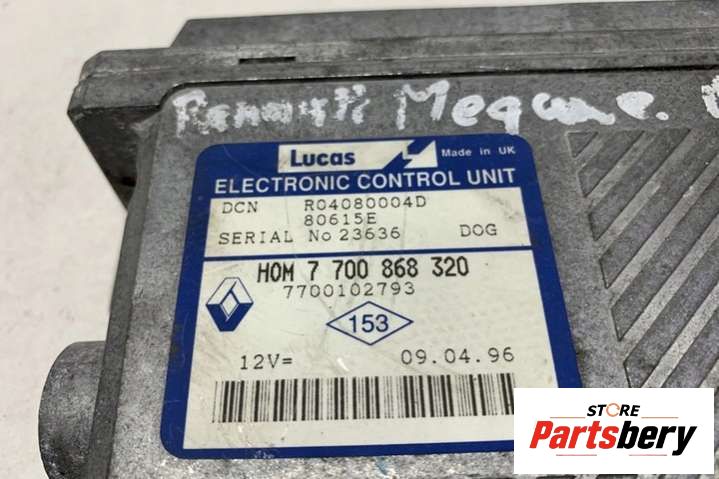 Renault Megane.
Lucas Made in UK
ELECTRONIC CONTROL UNIT
DCN R04080004D
80615E
SERIAL No 23636 DOG
HOM 7 700 868 320
7700102793
153
12V= 09.04.96
STORE
Partsbery